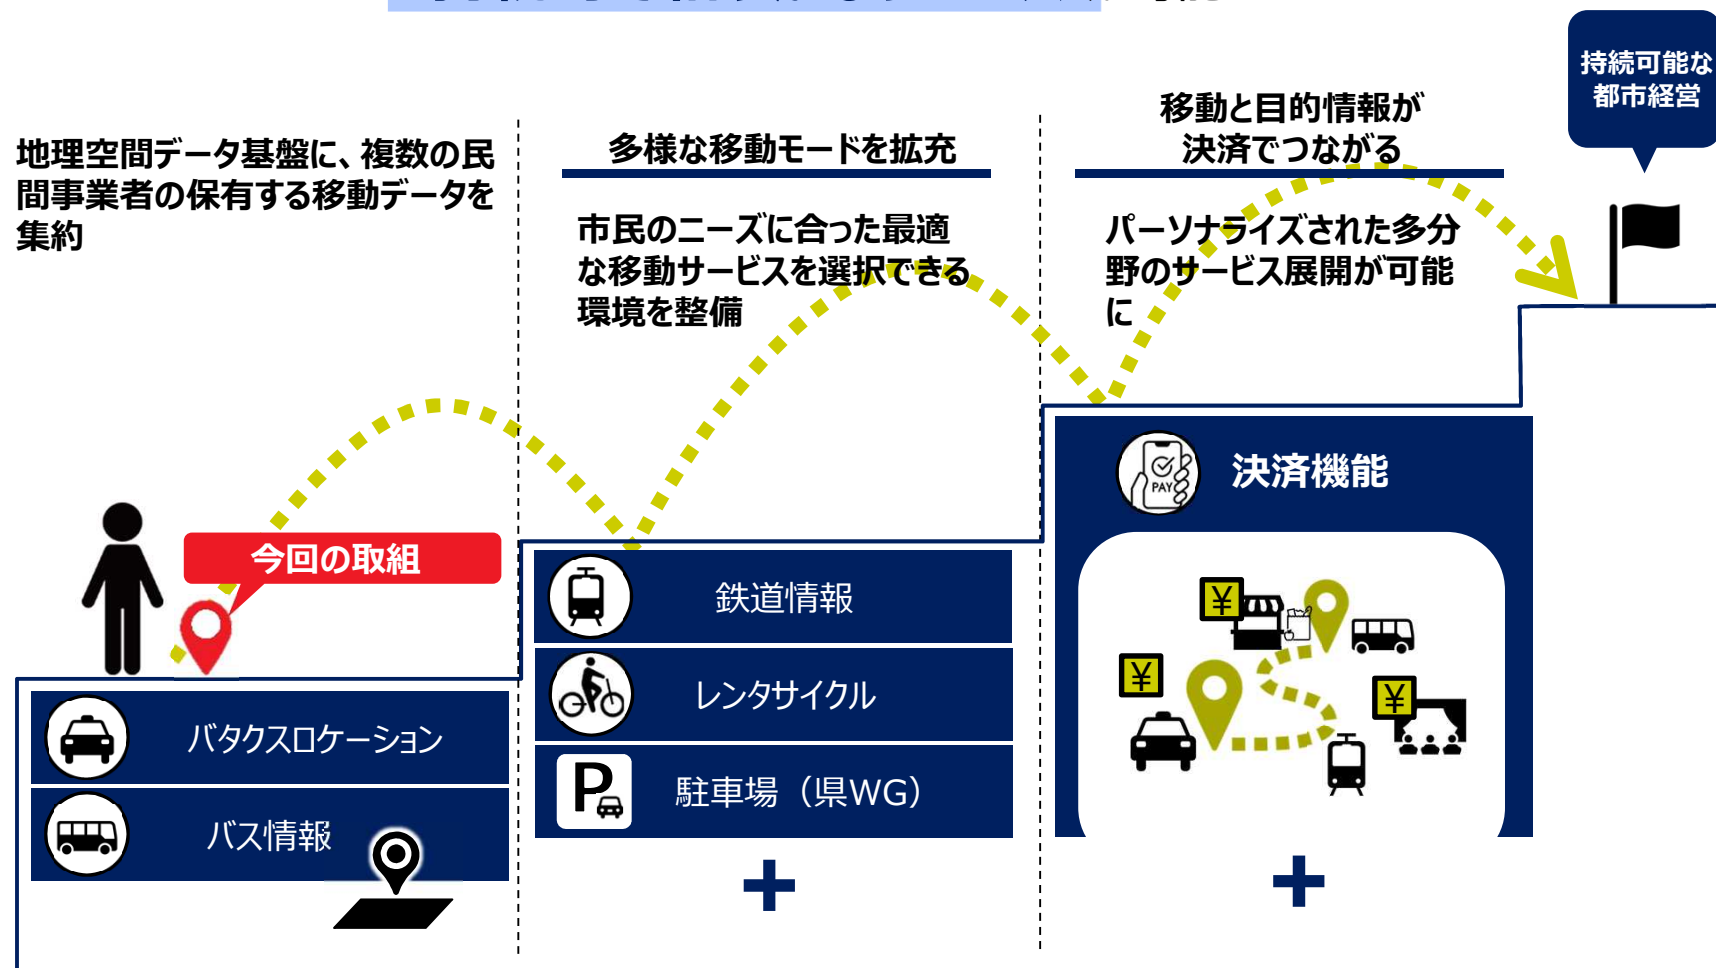 持続可能な
都市経営
地理空間データ基盤に、複数の民
間事業者の保有する移動データを
集約
多様な移動モードを拡充
市民のニーズに合った最適
な移動サービスを選択できる
環境を整備
移動と目的情報が
決済でつながる
パーソナライズされた多分
野のサービス展開が可能
に
今回の取組
バタクスロケーション
バス情報
鉄道情報
レンタサイクル
P
駐車場（県WG）
+
PAY
決済機能
¥
¥
¥
+